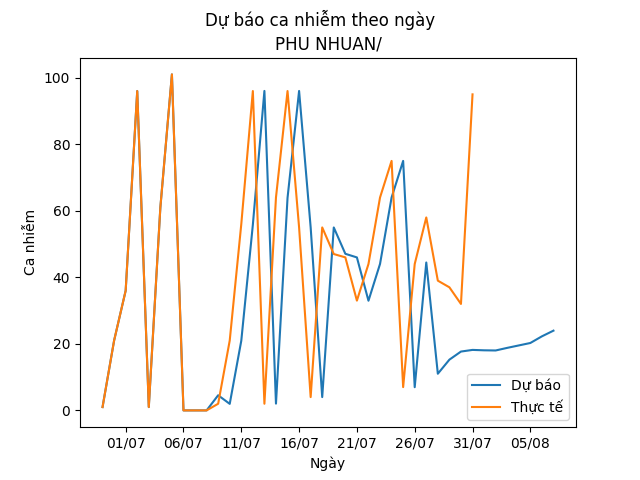 Dự báo ca nhiễm theo ngày
PHU NHUAN/
Ca nhiễm
100
80
60
40
20
0
01/07 06/07 11/07 16/07 21/07 26/07 31/07 05/08
Ngày
Dự báo
Thực tế